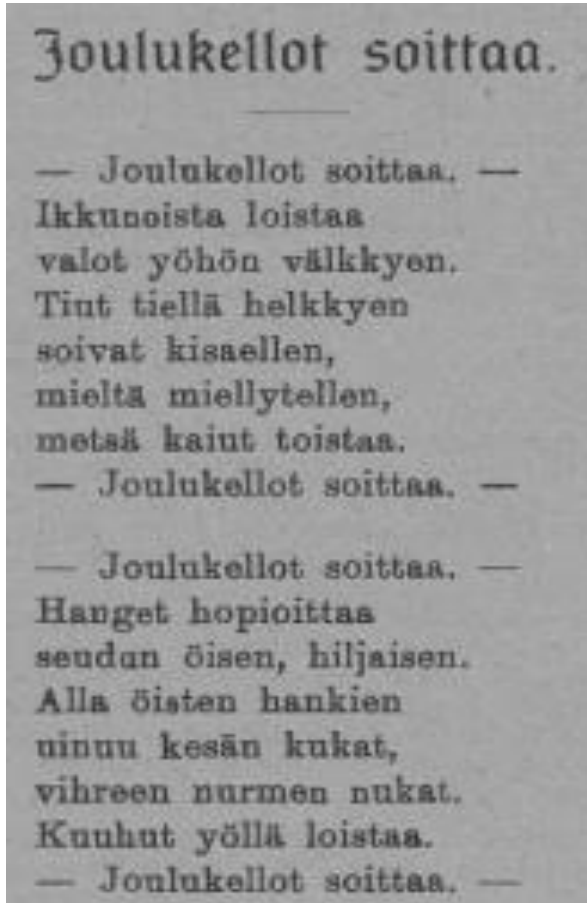 Joulukellot soittaa.
— Joulukellot soittaa. —
Ikkunoista loistaa
valot yöhön välkkyen.
Tiut tiellä helkkyen
soivat kisaellen,
mieltä miellytellen,
metsä kaiut toistaa.
— Joulukellot soittaa. —
— Joulukellot soittaa. —
Hanget hopioittaa
seudun öisen, hiljaisen.
Alla öisten hankien
uinuu kesän kukat,
vihreen nurmen nukat.
Kuuhut yöllä loistaa.
— Joulukellot soittaa. —